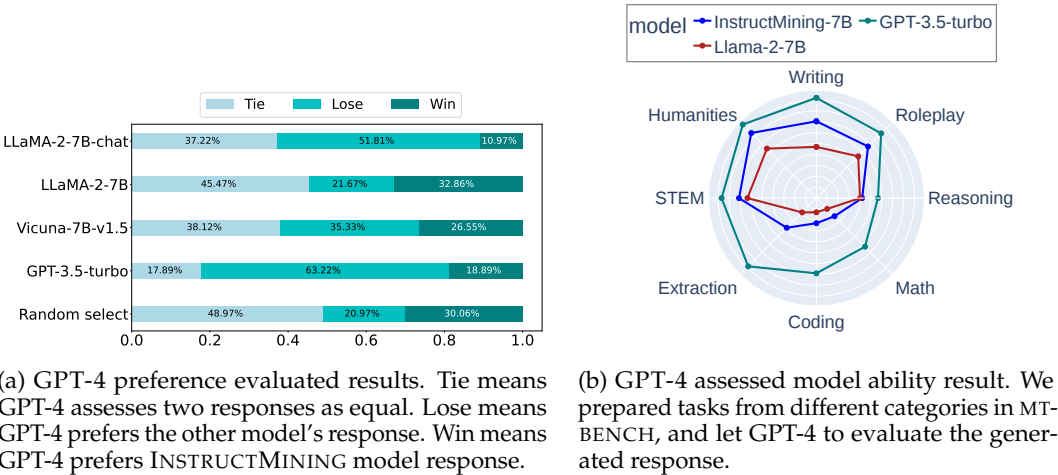 Tie Lose Win
LLaMA-2-7B-chat 37.22% 51.81% 10.97%
LLaMA-2-7B 45.47% 21.67% 32.86%
Vicuna-7B-v1.5 38.12% 35.33% 26.55%
GPT-3.5-turbo 17.89% 63.22% 18.89%
Random select 48.97% 20.97% 30.06%
0.0 0.2 0.4 0.6 0.8 1.0
(a) GPT-4 preference evaluated results. Tie means
GPT-4 assesses two responses as equal. Lose means
GPT-4 prefers the other model's response. Win means
GPT-4 prefers INSTRUCTMINING model response.
model InstructMining-7B GPT-3.5-turbo
Llama-2-7B
Writing
Humanities Roleplay
STEM Reasoning
Extraction Math
Coding
(b) GPT-4 assessed model ability result. We
prepared tasks from different categories in MT-
BENCH, and let GPT-4 to evaluate the gener-
ated response.